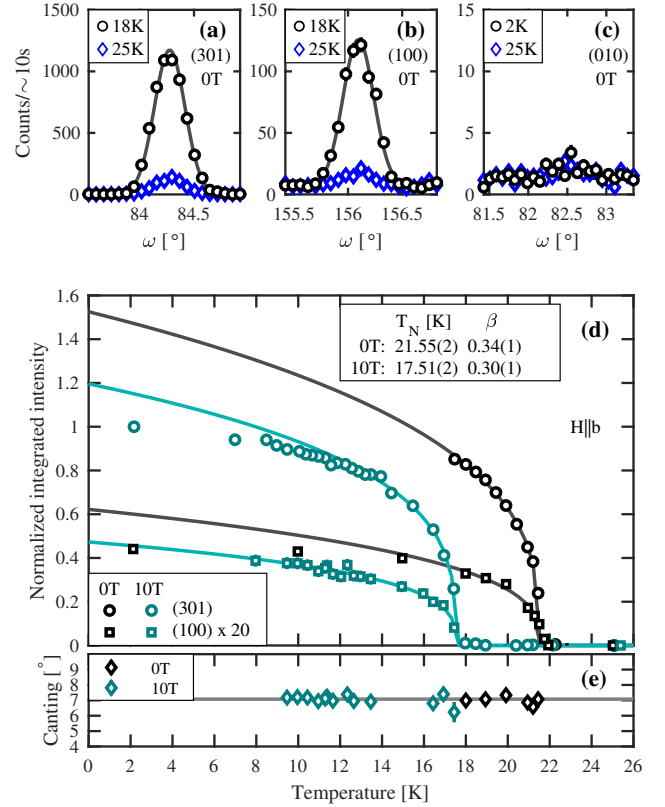 (a)
(b)
(c)
18K
25K
(301)
0T
18K
25K
(100)
0T
2K
25K
(010)
0T
Counts/~10s
1500
1000
500
0
150
100
50
0
15
10
5
0
84
84.5
155.5
156
156.5
81.5
82
82.5
83
ω [°]
ω [°]
ω [°]
(d)
T_N [K] β
0T: 21.55(2) 0.34(1)
10T: 17.51(2) 0.30(1)
H||b
Normalized integrated intensity
1.6
1.4
1.2
1
0.8
0.6
0.4
0.2
0
0T 10T
(301)
(100) x 20
(e)
0T
10T
Canting [°]
9
8
7
6
5
4
0 2 4 6 8 10 12 14 16 18 20 22 24 26
Temperature [K]